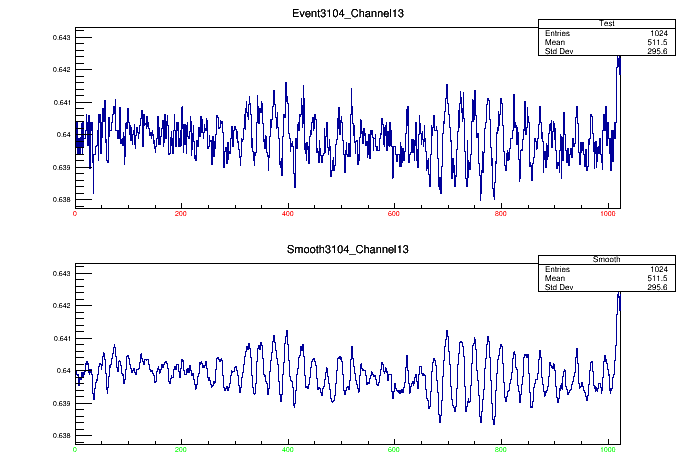 Event3104_Channel13
Test
Entries 1024
Mean 511.5
Std Dev 295.6
0.643
0.642
0.641
0.64
0.639
0.638
0 200 400 600 800 1000
Smooth3104_Channel13
Smooth
Entries 1024
Mean 511.5
Std Dev 295.6
0.643
0.642
0.641
0.64
0.639
0.638
0 200 400 600 800 1000